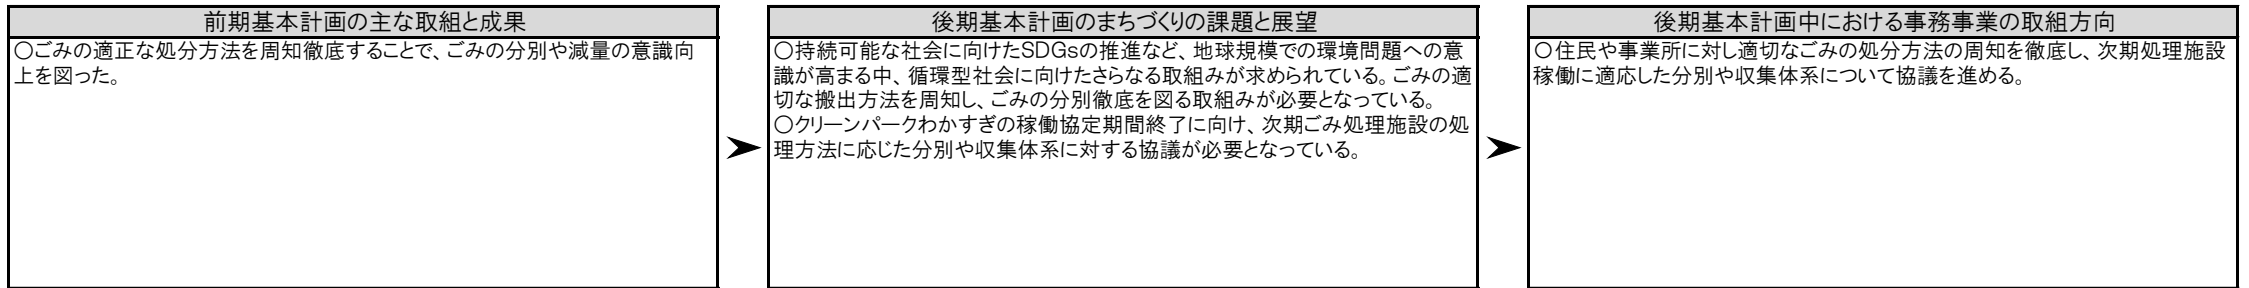 前期基本計画の主な取組と成果
○ごみの適正な処分方法を周知徹底することで、ごみの分別や減量の意識向
上を図った。
後期基本計画のまちづくりの課題と展望
○持続可能な社会に向けたSDGsの推進など、地球規模での環境問題への意
識が高まる中、循環型社会に向けたさらなる取組みが求められている。ごみの適
切な搬出方法を周知し、ごみの分別徹底を図る取組みが必要となっている。
○クリーンパークわかすぎの稼働協定期間終了に向け、次期ごみ処理施設の処
理方法に応じた分別や収集体系に対する協議が必要となっている。
後期基本計画中における事務事業の取組方向
○住民や事業所に対し適切なごみの処分方法の周知を徹底し、次期処理施設
稼働に適応した分別や収集体系について協議を進める。